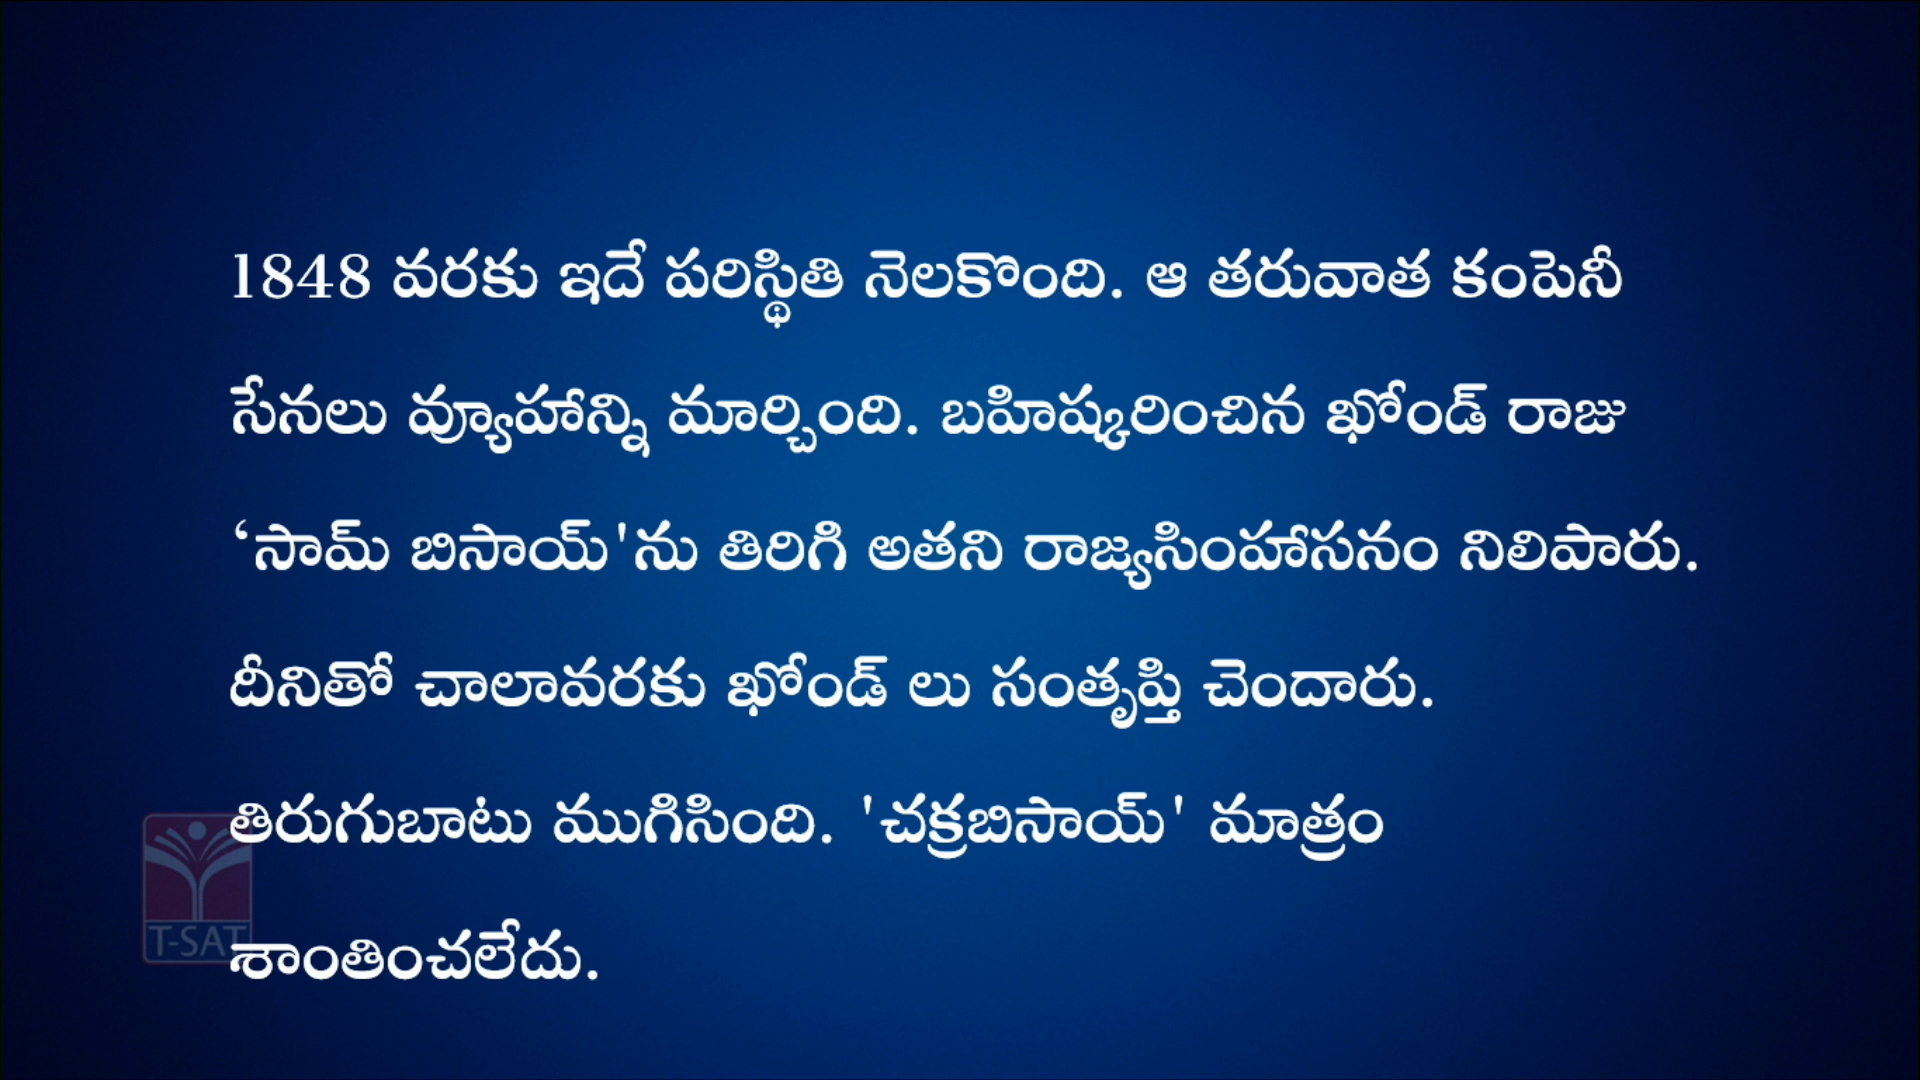 1848 వరకు ఇదే పరిస్థితి నెలకొంది. ఆ తరువాత కంపెనీ
సేనలు వ్యూహాన్ని మార్చింది. బహిష్కరించిన ఖోండ్ రాజు
‘సామ్ బిసాయ్'ను తిరిగి అతని రాజ్యసింహాసనం నిలిపారు.
దీనితో చాలావరకు ఖోండ్ లు సంతృప్తి చెందారు.
తిరుగుబాటు ముగిసింది. 'చక్రబిసాయ్' మాత్రం
శాంతించలేదు.
T-SAT